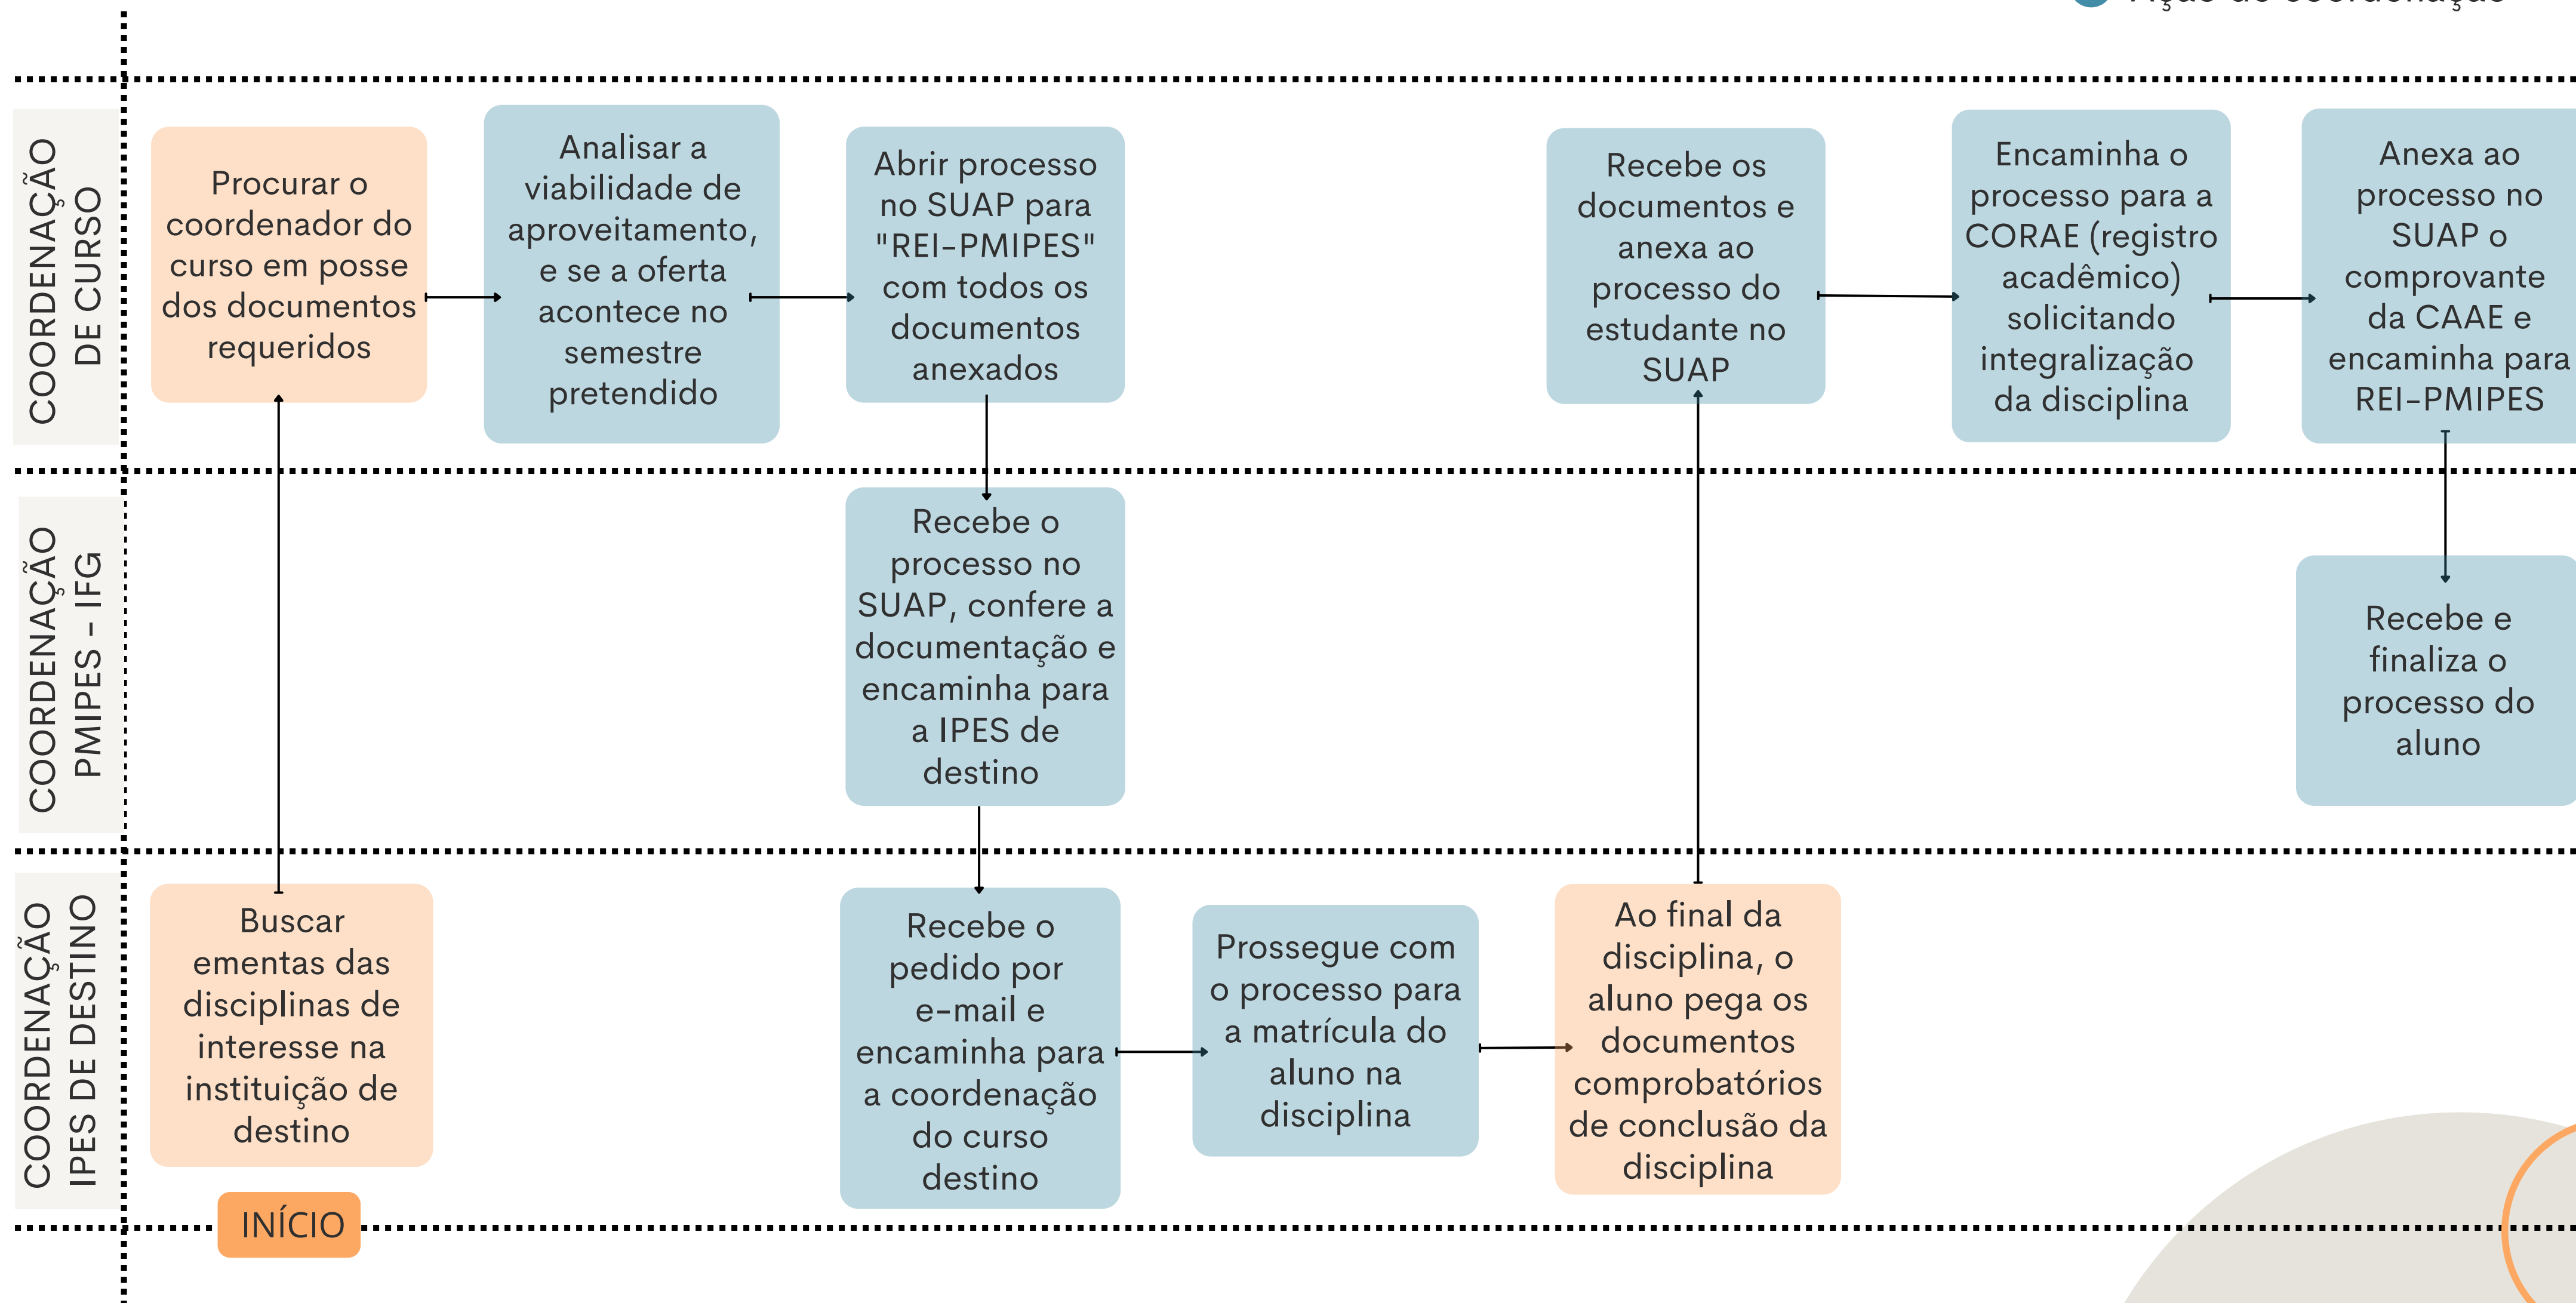 Ação de coordenação
COORDENAÇÃO
DE CURSO
Procurar o
coordenador do
curso em posse
dos documentos
requeridos
Analisar a
viabilidade de
aproveitamento,
e se a oferta
acontece no
semestre
pretendido
Abrir processo
no SUAP para
"REI-PMIPES"
com todos os
documentos
anexados
Recebe os
documentos e
anexa ao
processo do
estudante no
SUAP
Encaminha o
processo para a
CORAE (registro
acadêmico)
solicitando
integralização
da disciplina
Anexa ao
processo no
SUAP o
comprovante
da CAAE e
encaminha para
REI-PMIPES
COORDENAÇÃO
PMIPES - IFG
Recebe o
processo no
SUAP, confere a
documentação e
encaminha para
a IPES de
destino
Recebe e
finaliza o
processo do
aluno
COORDENAÇÃO
IPES DE DESTINO
Buscar
ementas das
disciplinas de
interesse na
instituição de
destino
INÍCIO
Recebe o
pedido por
e-mail e
encaminha para
a coordenação
do curso
destino
Prossegue com
o processo para
a matrícula do
aluno na
disciplina
Ao final da
disciplina, o
aluno pega os
documentos
comprobatórios
de conclusão da
disciplina